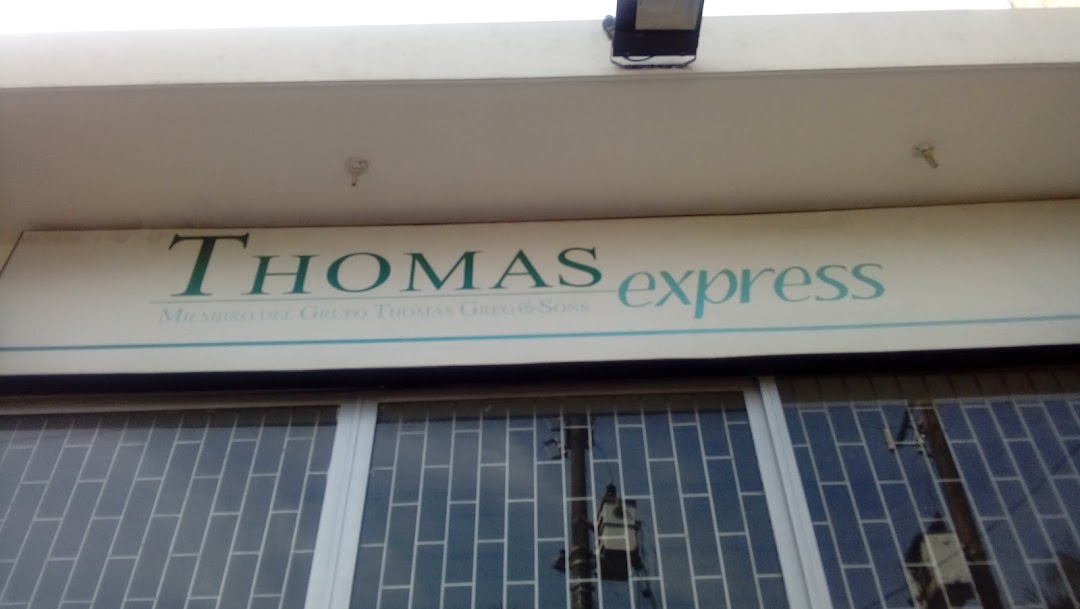 THOMAS express
MIEMBRO DEL GRUPO THOMAS GREG & SONS